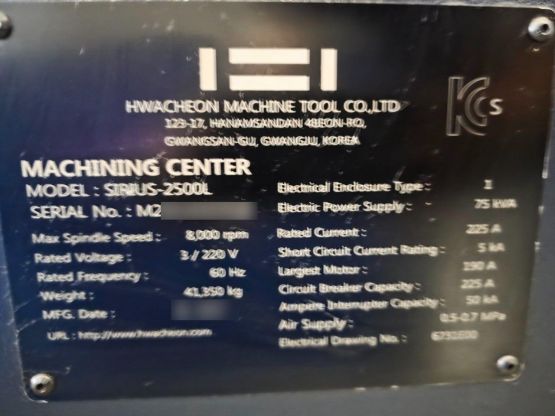 HWACHEON MACHINE TOOL CO,.LTD
123-17, HANAMSANDAN 4BEON-RO,
GWANGSAN-GU, GWANGJU, KOREA
KCs
MACHINING CENTER
MODEL : SIRIUS-2500L
SERIAL No. : M2
Max Spindle Speed : 8,000 rpm
Rated Voltage : 3 / 220 V
Rated Frequency : 60 Hz
Weight : 41,350 kg
MFG. Date :
URL : http://www.hwacheon.com
Electrical Enclosure Type : 1
Electric Power Supply : 75 kVA
Rated Current : 225 A
Short Circuit Current Rating : 5 kA
Largest Motor : 190 A
Circuit Breaker Capacity : 225 A
Ampere Interrupter Capacity : 50 kA
Air Supply : 0.5-0.7 MPa
Electrical Drawing No. :